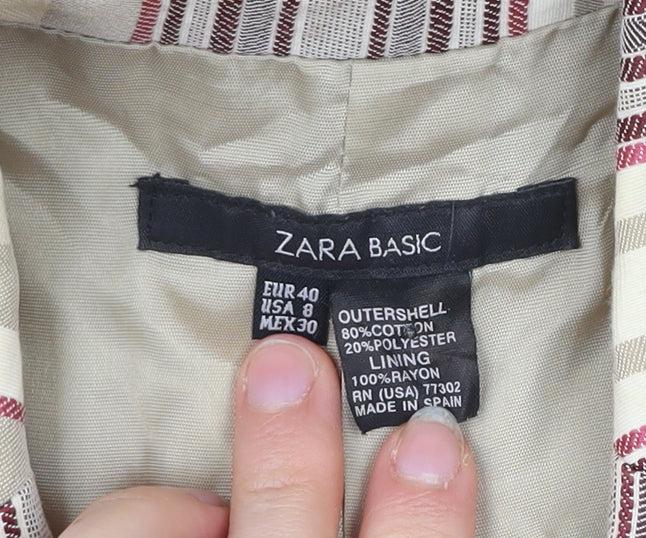 ZARA BASIC
EUR 40
USA 8
MEX 30
OUTERSHELL
80%COTTON
20%POLYESTER
LINING
100%RAYON
RN (USA) 77302
MADE IN SPAIN